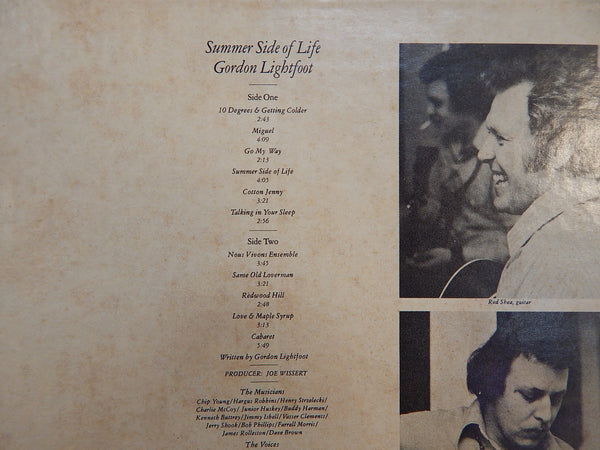 Summer Side of Life
Gordon Lightfoot
Side One
10 Degrees & Getting Colder
2:43
Miguel
4:09
Go My Way
2:13
Summer Side of Life
4:05
Cotton Jenny
3:21
Talking in Your Sleep
2:56
Side Two
Nous Vivons Ensemble
3:45
Same Old Loverman
3:21
Redwood Hill
2:48
Love & Maple Syrup
3:13
Cabaret
5:49
Written by Gordon Lightfoot
PRODUCER: JOE WISSERT
The Musicians
Chip Young/Hargus Robbins/Henry Strzelecki/
Charlie McCoy/ Junior Huskey/Buddy Harman/
Kenneth Buttrey/Jimmy Isbell/Vassar Clements/
Jerry Shook/Bob Phillips/Farrell Morris/
James Rolleston/Dave Brown
The Voices
Red Shea, guitar